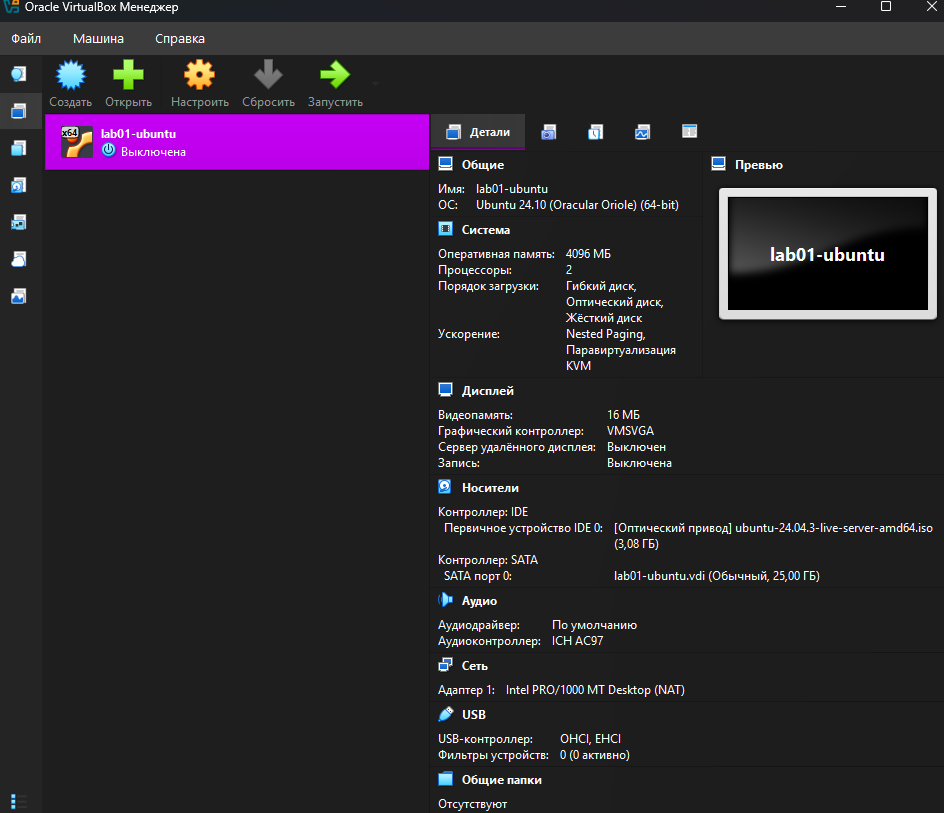 Oracle VirtualBox Менеджер
Файл Машина Справка
Создать Открыть Настроить Сбросить Запустить
x64
lab01-ubuntu
Выключена
Детали
Общие
Имя: lab01-ubuntu
ОС: Ubuntu 24.10 (Oracular Oriole) (64-bit)
Превью
lab01-ubuntu
Система
Оперативная память: 4096 МБ
Процессоры: 2
Порядок загрузки: Гибкий диск,
Оптический диск,
Жёсткий диск
Ускорение: Nested Paging,
Паравиртуализация
KVM
Дисплей
Видеопамять: 16 МБ
Графический контроллер: VMSVGA
Сервер удалённого дисплея: Выключен
Запись: Выключена
Носители
Контроллер: IDE
Первичное устройство IDE 0: [Оптический привод] ubuntu-24.04.3-live-server-amd64.iso
(3,08 ГБ)
Контроллер: SATA
SATA порт 0: lab01-ubuntu.vdi (Обычный, 25,00 ГБ)
Аудио
Аудиодрайвер: По умолчанию
Аудиоконтроллер: ICH AC97
Сеть
Адаптер 1: Intel PRO/1000 MT Desktop (NAT)
USB
USB-контроллер: OHCI, EHCI
Фильтры устройств: 0 (0 активно)
Общие папки
Отсутствуют